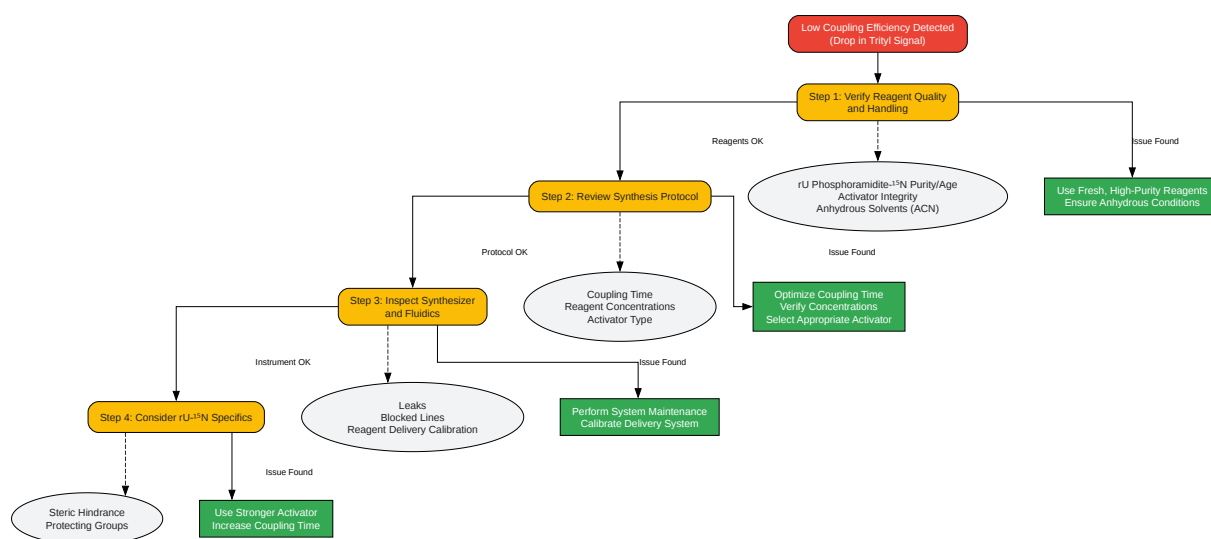 Low Coupling Efficiency Detected
(Drop in Trityl Signal)
Step 1: Verify Reagent Quality
and Handling
Reagents OK
Issue Found
rU Phosphoramidite-¹⁵N Purity/Age
Activator Integrity
Anhydrous Solvents (ACN)
Use Fresh, High-Purity Reagents
Ensure Anhydrous Conditions
Step 2: Review Synthesis Protocol
Protocol OK
Issue Found
Coupling Time
Reagent Concentrations
Activator Type
Optimize Coupling Time
Verify Concentrations
Select Appropriate Activator
Step 3: Inspect Synthesizer
and Fluidics
Instrument OK
Issue Found
Leaks
Blocked Lines
Reagent Delivery Calibration
Perform System Maintenance
Calibrate Delivery System
Step 4: Consider rU-¹⁵N Specifics
Issue Found
Steric Hindrance
Protecting Groups
Use Stronger Activator
Increase Coupling Time